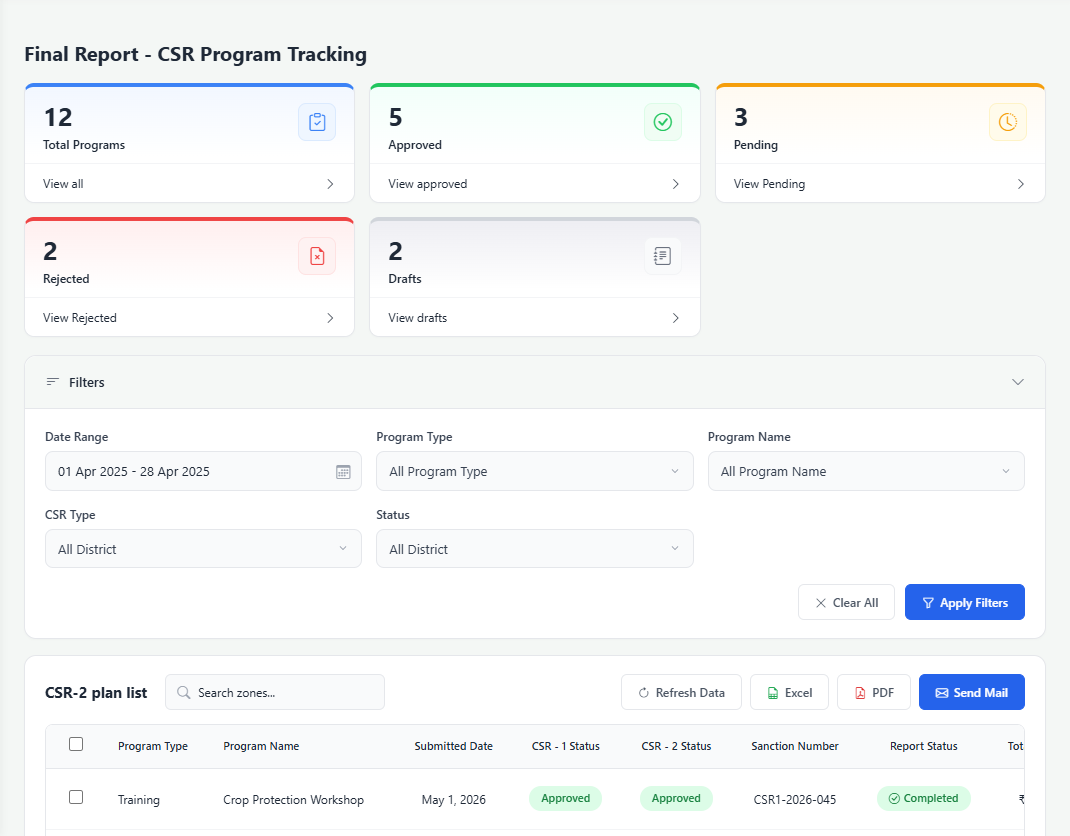 Final Report - CSR Program Tracking
12
Total Programs
View all
5
Approved
View approved
3
Pending
View Pending
2
Rejected
View Rejected
2
Drafts
View drafts
Filters
Date Range
Program Type
Program Name
01 Apr 2025 - 28 Apr 2025
All Program Type
All Program Name
CSR Type
Status
All District
All District
Clear All
Apply Filters
CSR-2 plan list
Search zones...
Refresh Data
Excel
PDF
Send Mail
Program Type
Program Name
Submitted Date
CSR - 1 Status
CSR - 2 Status
Sanction Number
Report Status
Tot
Training
Crop Protection Workshop
May 1, 2026
Approved
Approved
CSR1-2026-045
Completed
₹